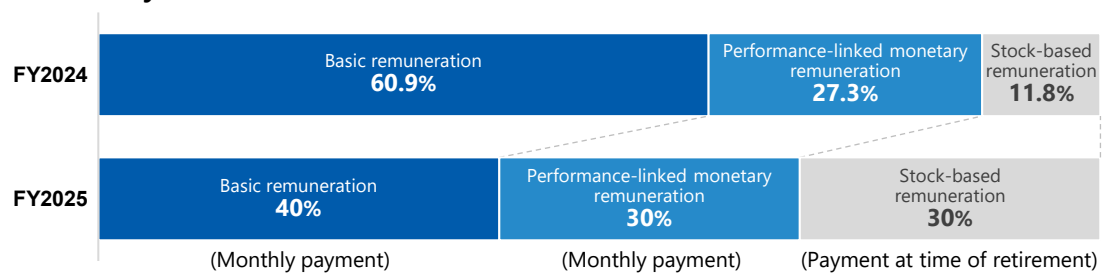 FY2024
Basic remuneration
60.9%
Performance-linked monetary
remuneration
27.3%
Stock-based
remuneration
11.8%
FY2025
Basic remuneration
40%
Performance-linked monetary
remuneration
30%
Stock-based
remuneration
30%
(Monthly payment)
(Monthly payment)
(Payment at time of retirement)